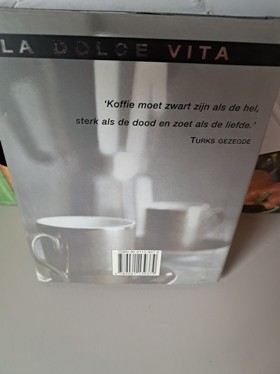 LA DOLCE VITA
'Koffie moet zwart zijn als de hel,
sterk als de dood en zoet als de liefde.'
TURKS GEZEGDE